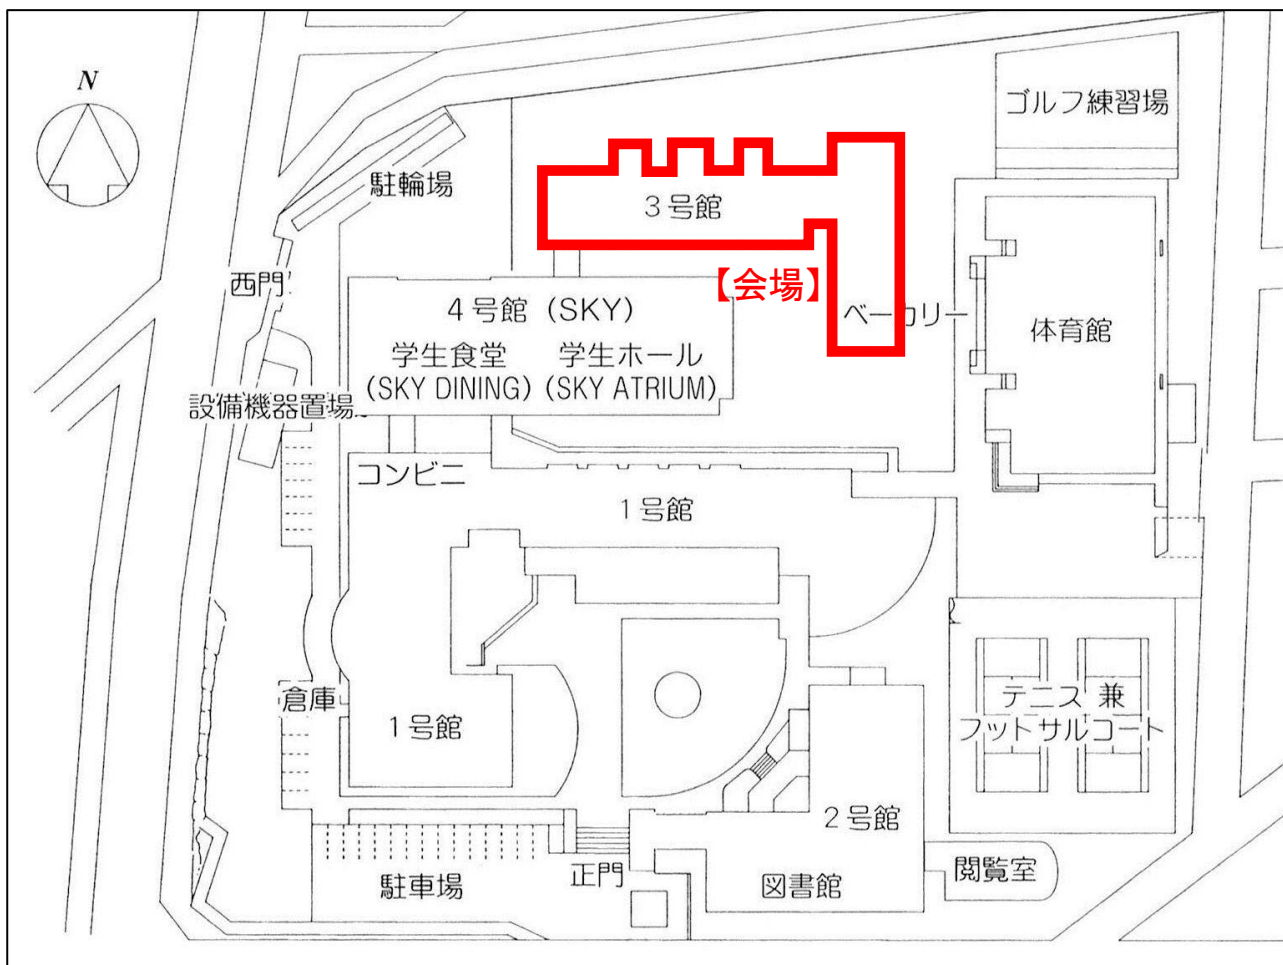 N
ゴルフ練習場
駐輪場
3号館
西門
【会場】
4号館（SKY）
ベーカリー
体育館
学生食堂 学生ホール
(SKY DINING) (SKY ATRIUM)
設備機器置場
コンビニ
1号館
倉庫
1号館
テニス 兼
フットサルコート
2号館
正門
閲覧室
駐車場
図書館